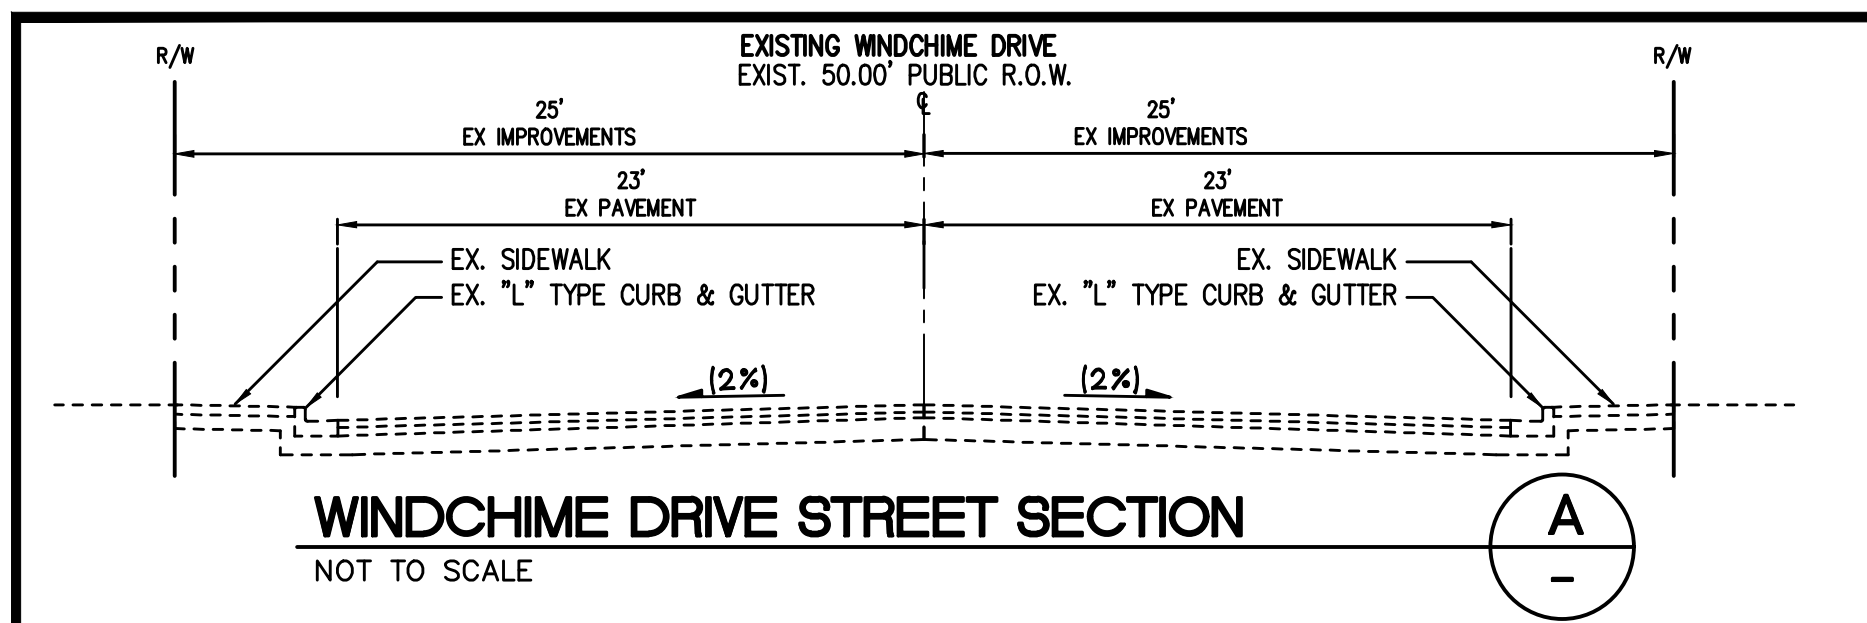 EXISTING WINDCHIME DRIVE
EXIST. 50.00' PUBLIC R.O.W.
R/W
R/W
℄
25'
EX IMPROVEMENTS
25'
EX IMPROVEMENTS
23'
EX PAVEMENT
23'
EX PAVEMENT
EX. SIDEWALK
EX. "L" TYPE CURB & GUTTER
EX. SIDEWALK
EX. "L" TYPE CURB & GUTTER
(2%)
(2%)
WINDCHIME DRIVE STREET SECTION
NOT TO SCALE
A
-